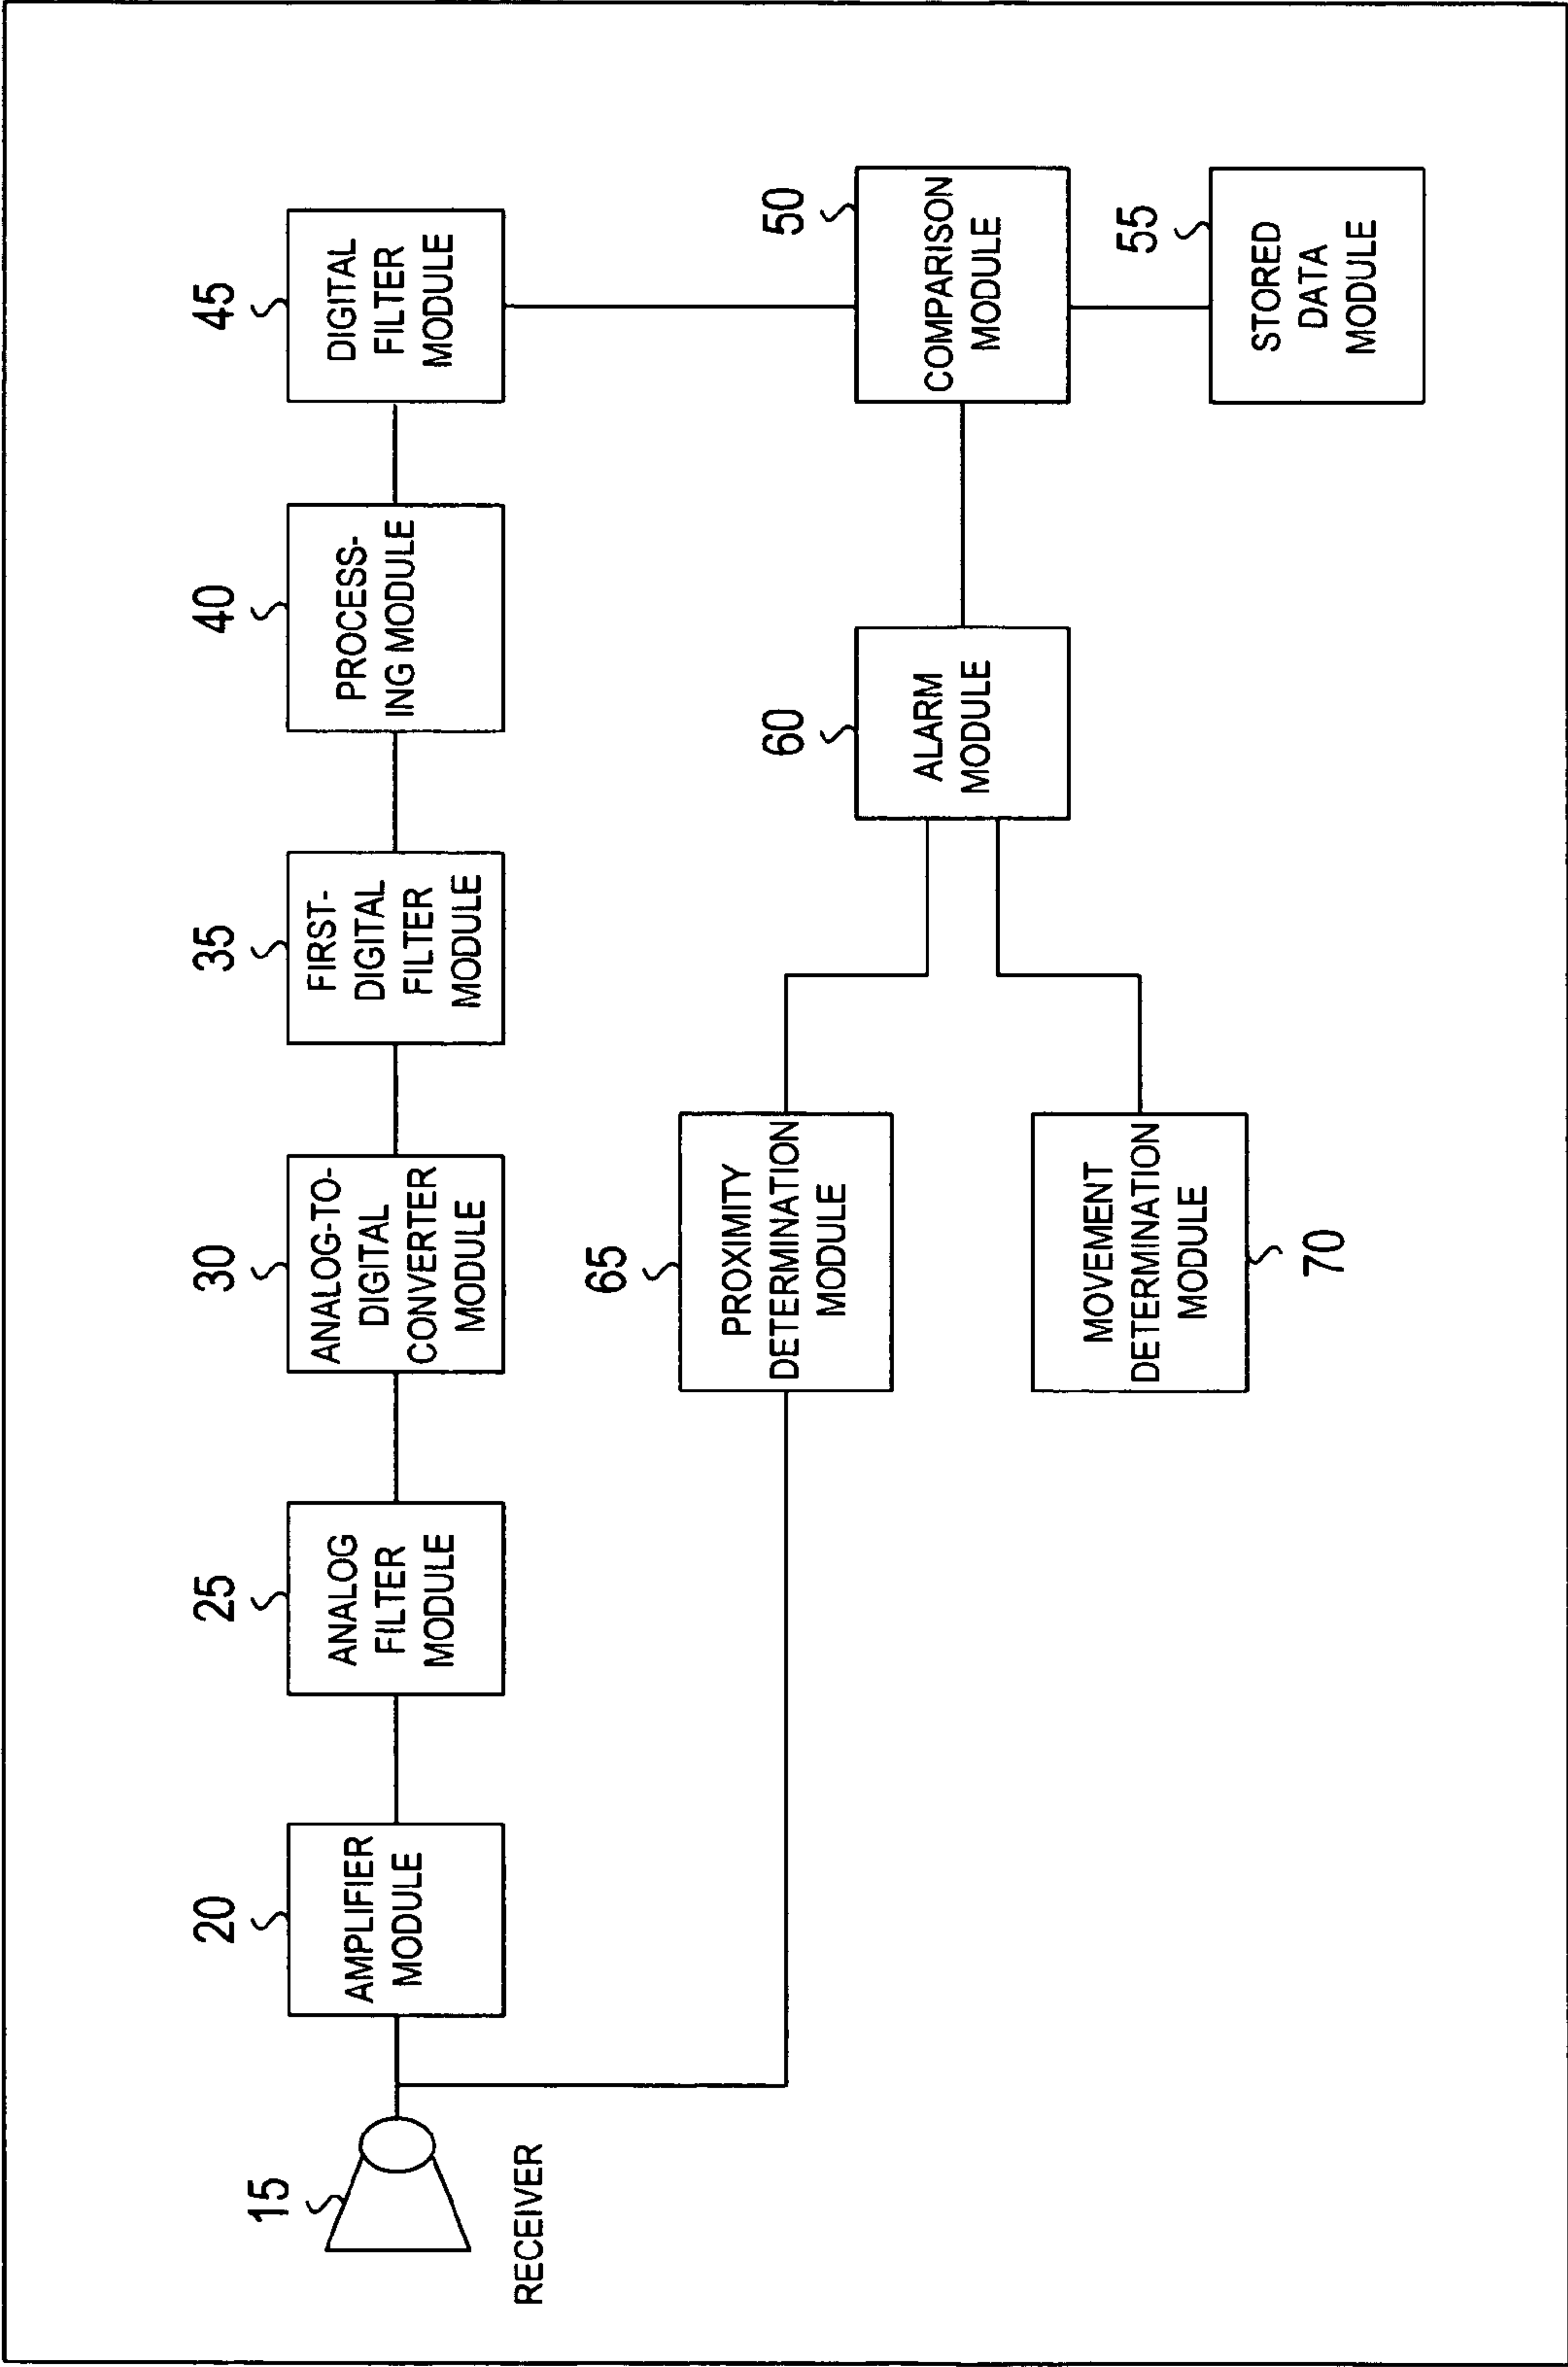 15
RECEIVER
20
AMPLIFIER
MODULE
25
ANALOG
FILTER
MODULE
30
ANALOG-TO-
DIGITAL
CONVERTER
MODULE
35
FIRST-
DIGITAL
FILTER
MODULE
40
PROCESS-
ING MODULE
45
DIGITAL
FILTER
MODULE
65
PROXIMITY
DETERMINATION
MODULE
60
ALARM
MODULE
50
COMPARISON
MODULE
MOVEMENT
DETERMINATION
MODULE
70
55
STORED
DATA
MODULE